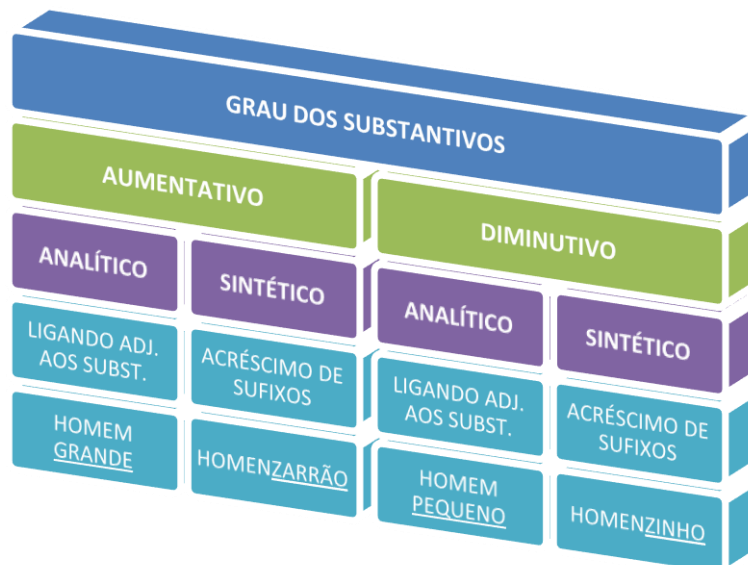 GRAU DOS SUBSTANTIVOS
AUMENTATIVO
DIMINUTIVO
ANALÍTICO
SINTÉTICO
ANALÍTICO
SINTÉTICO
LIGANDO ADJ.
AOS SUBST.
ACRÉSCIMO DE
SUFIXOS
LIGANDO ADJ.
AOS SUBST.
ACRÉSCIMO DE
SUFIXOS
HOMEM
GRANDE
HOMENZARRÃO
HOMEM
PEQUENO
HOMENZINHO